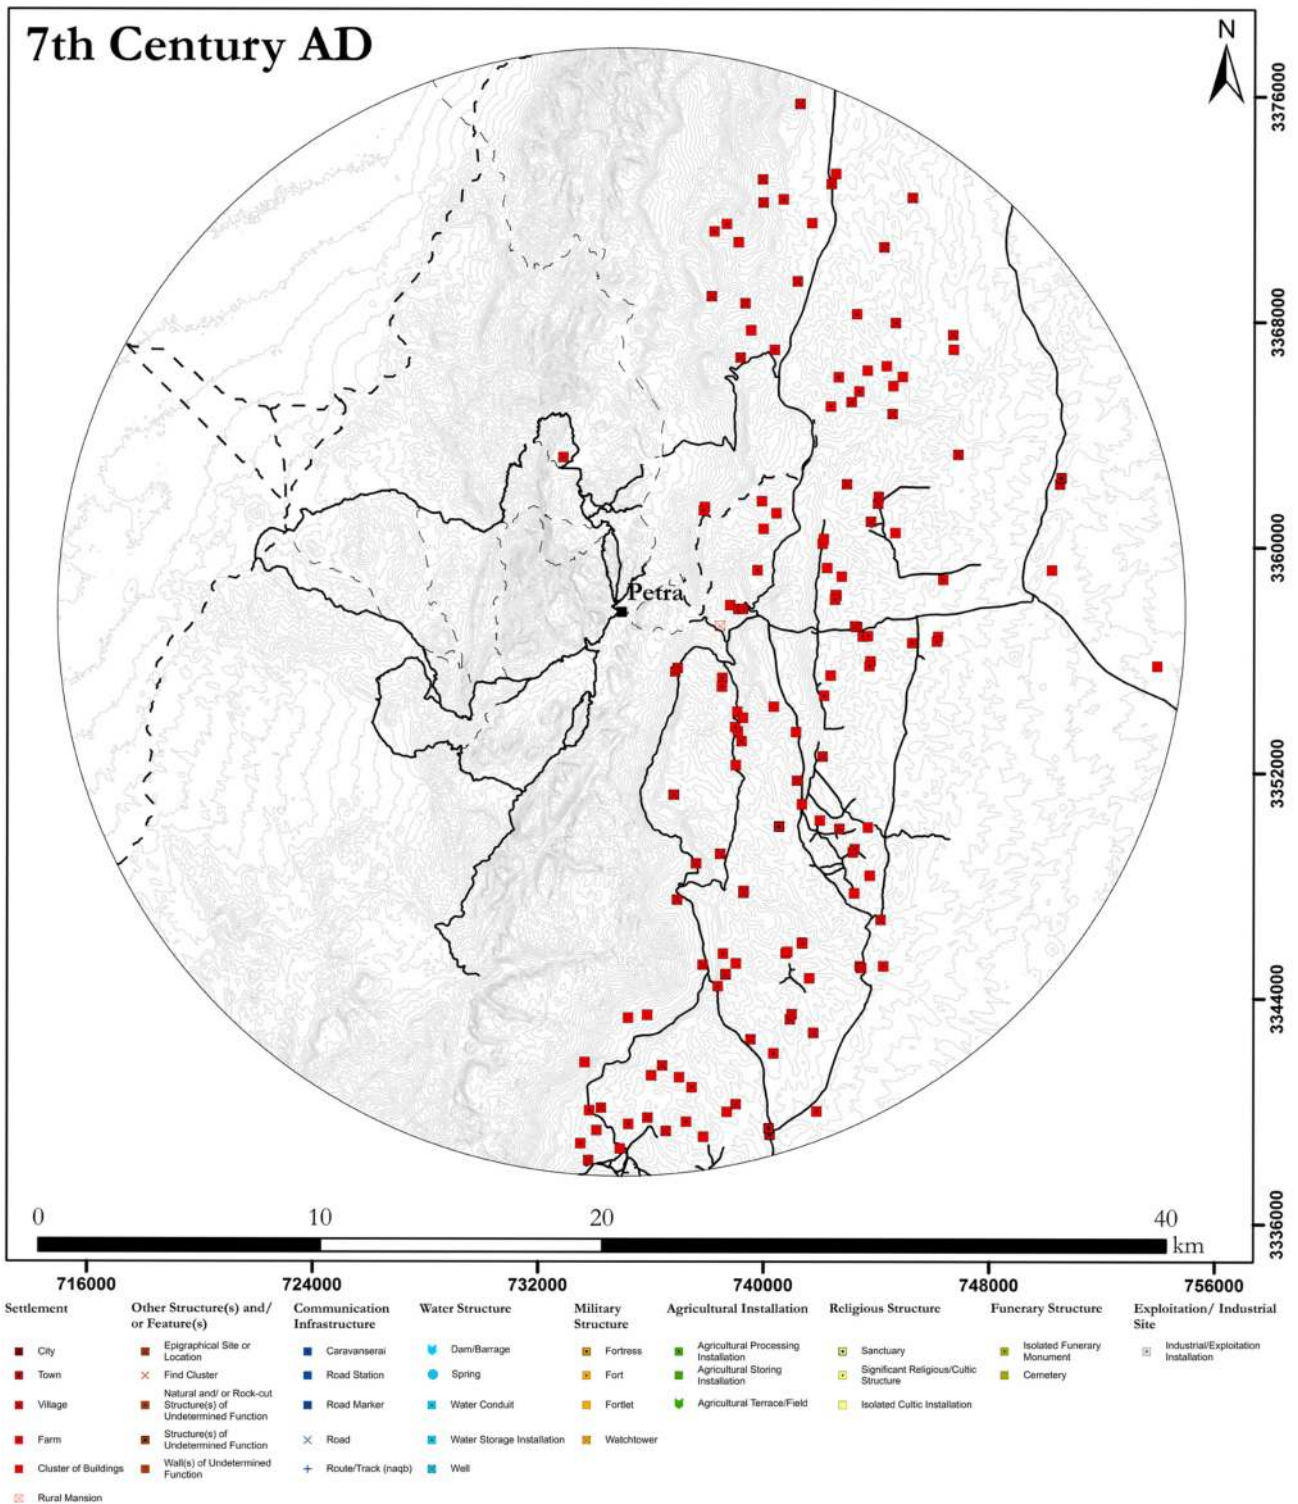 7th Century AD
N
3376000
3368000
3360000
Petra
3352000
3344000
3336000
0 10 20 40
km
716000 724000 732000 740000 748000 756000
Settlement
City
Town
Village
Farm
Cluster of Buildings
Rural Mansion
Other Structure(s) and/
or Feature(s)
Epigraphical Site or
Location
Find Cluster
Natural and/ or Rock-cut
Structure(s) of
Undetermined Function
Structure(s) of
Undetermined Function
Wall(s) of Undetermined
Function
Communication
Infrastructure
Caravanserai
Road Station
Road Marker
Road
Route/Track (naqb)
Water Structure
Dam/Barrage
Spring
Water Conduit
Water Storage Installation
Well
Military
Structure
Fortress
Fort
Fortlet
Watchtower
Agricultural Installation
Agricultural Processing
Installation
Agricultural Storing
Installation
Agricultural Terrace/Field
Religious Structure
Sanctuary
Significant Religious/Cultic
Structure
Isolated Cultic Installation
Funerary Structure
Isolated Funerary
Monument
Cemetery
Exploitation/ Industrial
Site
Industrial/Exploitation
Installation